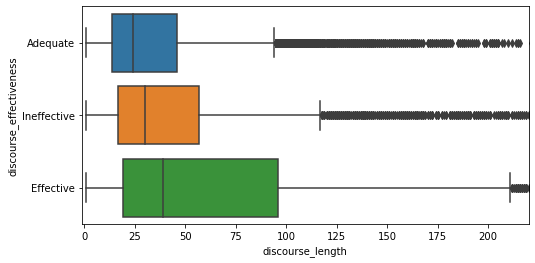 Adequate
Ineffective
Effective
discourse_effectiveness
0 25 50 75 100 125 150 175 200
discourse_length